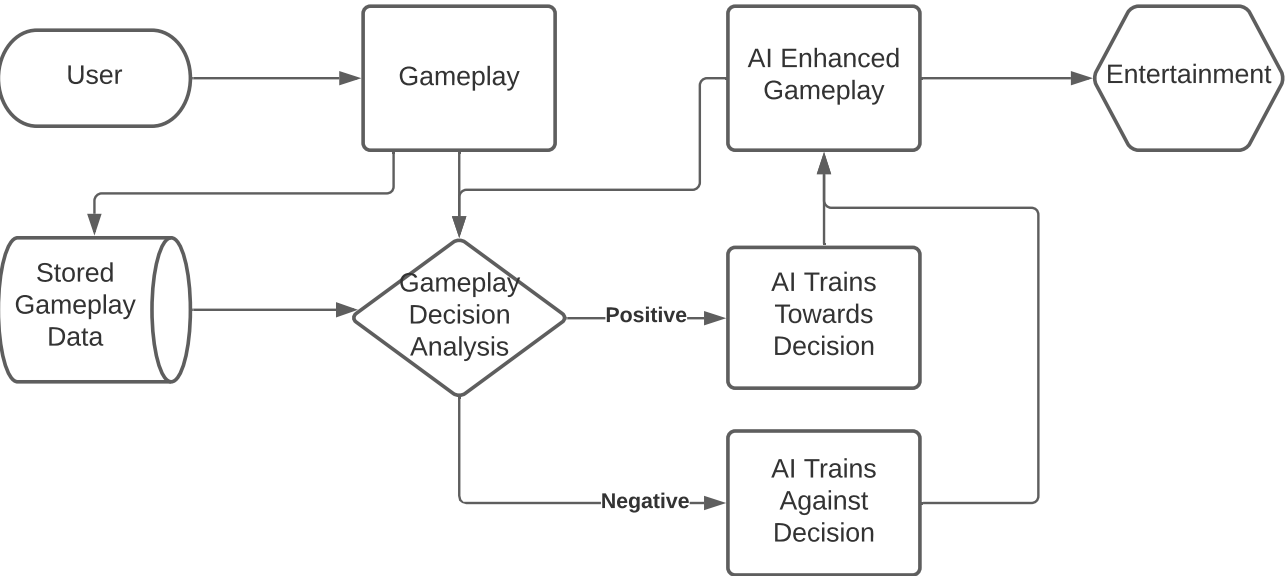 User
Gameplay
AI Enhanced
Gameplay
Entertainment
Stored
Gameplay
Data
Gameplay
Decision
Analysis
Positive
AI Trains
Towards
Decision
Negative
AI Trains
Against
Decision